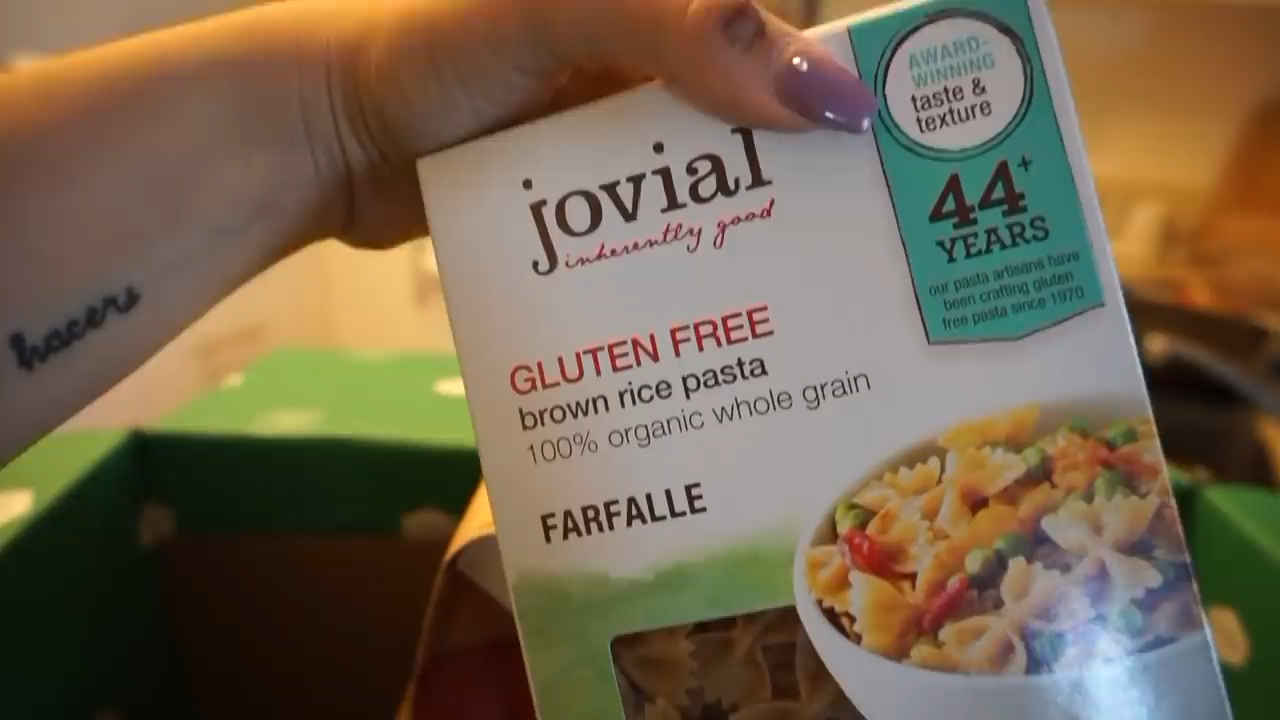 jovial
inherently good
AWARD-
WINNING
taste &
texture
44+
YEARS
our pasta artisans have
been crafting gluten
free pasta since 1970
GLUTEN FREE
brown rice pasta
100% organic whole grain
FARFALLE
hacers